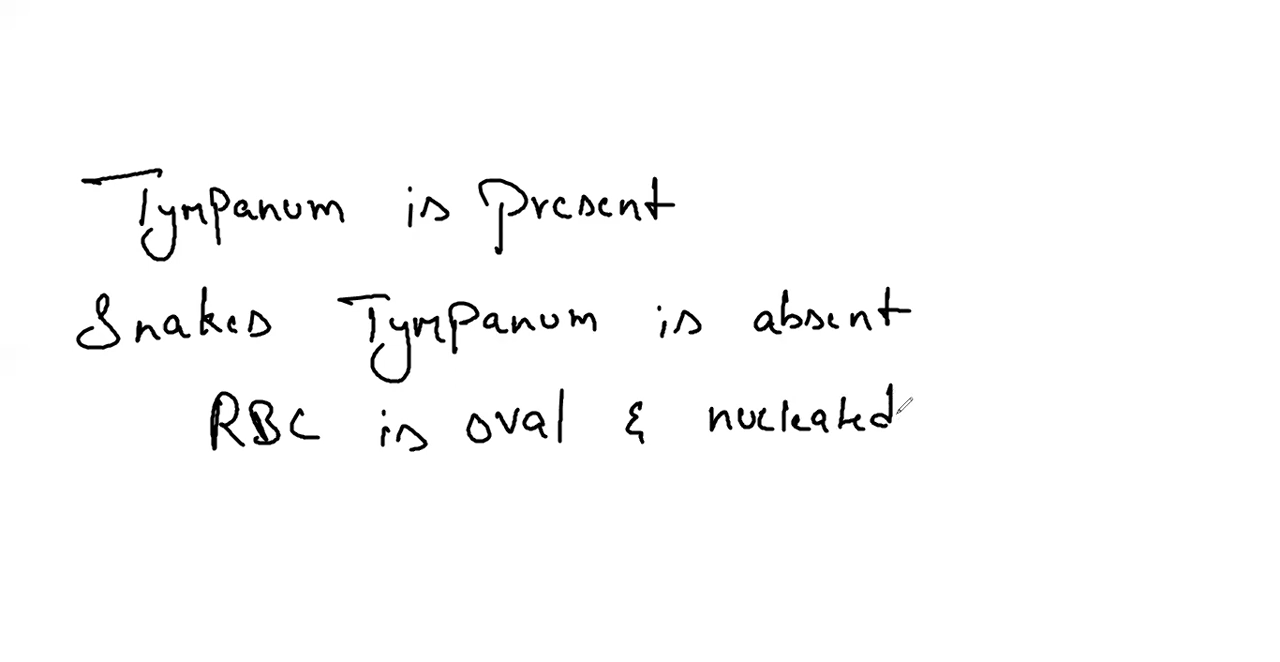 Tympanum is Present
Snakes Tympanum is absent
RBC is oval & nucleated